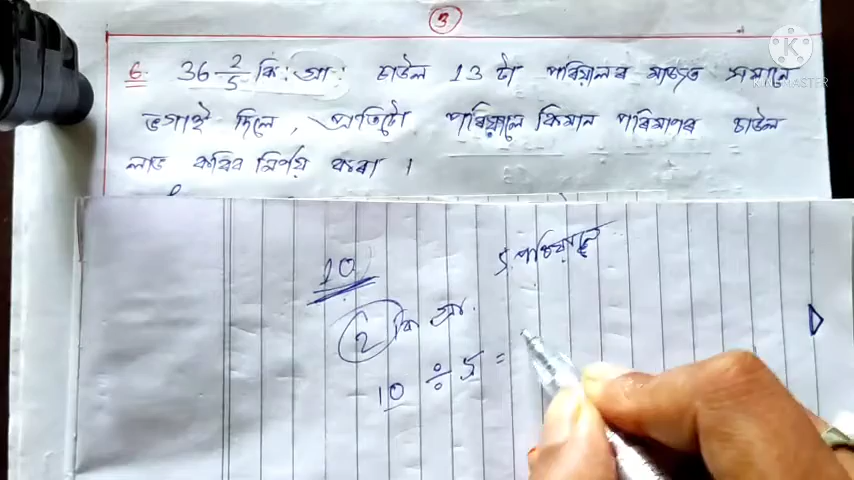 3
6. 36 2/5 কি: গ্ৰা: চাউল 13 টা পৰিয়ালৰ মাজত সমানে
ভগাই দিলে, প্ৰতিটো পৰিয়ালে কিমান পৰিমাণৰ চাউল
লাভ কৰিব নিৰ্ণয় কৰা ।
10
5 পৰিয়ালে
2 কি গ্ৰা.
10 ÷ 5 =
KINEMASTER